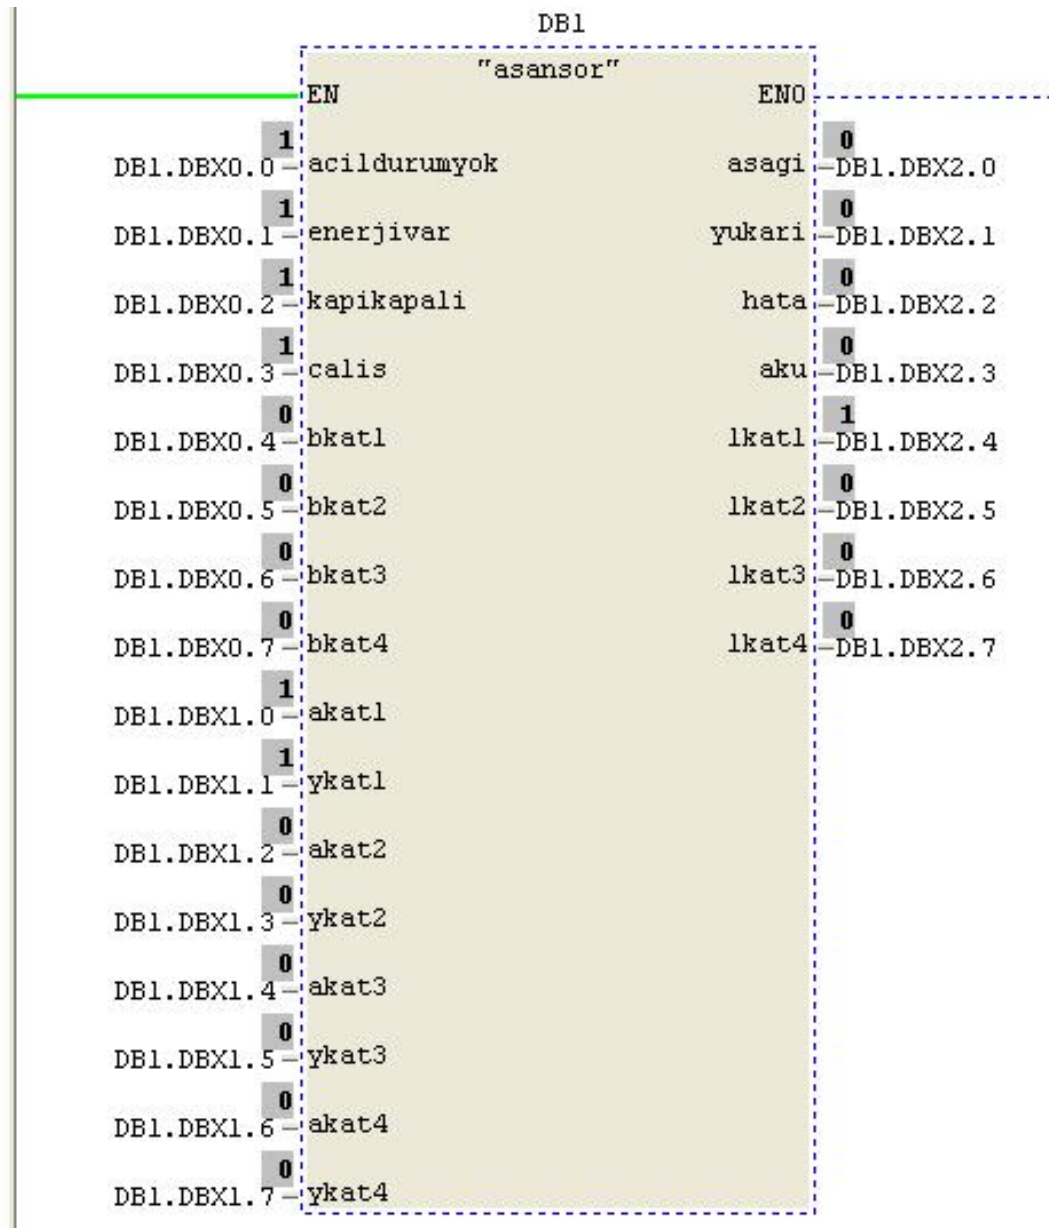 DB1
"asansor"
EN ENO
1 0
DB1.DBX0.0 acildurumyok asagi DB1.DBX2.0
1 0
DB1.DBX0.1 enerjivar yukari DB1.DBX2.1
1 0
DB1.DBX0.2 kapikapali hata DB1.DBX2.2
1 0
DB1.DBX0.3 calis aku DB1.DBX2.3
0 1
DB1.DBX0.4 bkat1 lkat1 DB1.DBX2.4
0 0
DB1.DBX0.5 bkat2 lkat2 DB1.DBX2.5
0 0
DB1.DBX0.6 bkat3 lkat3 DB1.DBX2.6
0 0
DB1.DBX0.7 bkat4 lkat4 DB1.DBX2.7
1
DB1.DBX1.0 akat1
1
DB1.DBX1.1 ykat1
0
DB1.DBX1.2 akat2
0
DB1.DBX1.3 ykat2
0
DB1.DBX1.4 akat3
0
DB1.DBX1.5 ykat3
0
DB1.DBX1.6 akat4
0
DB1.DBX1.7 ykat4